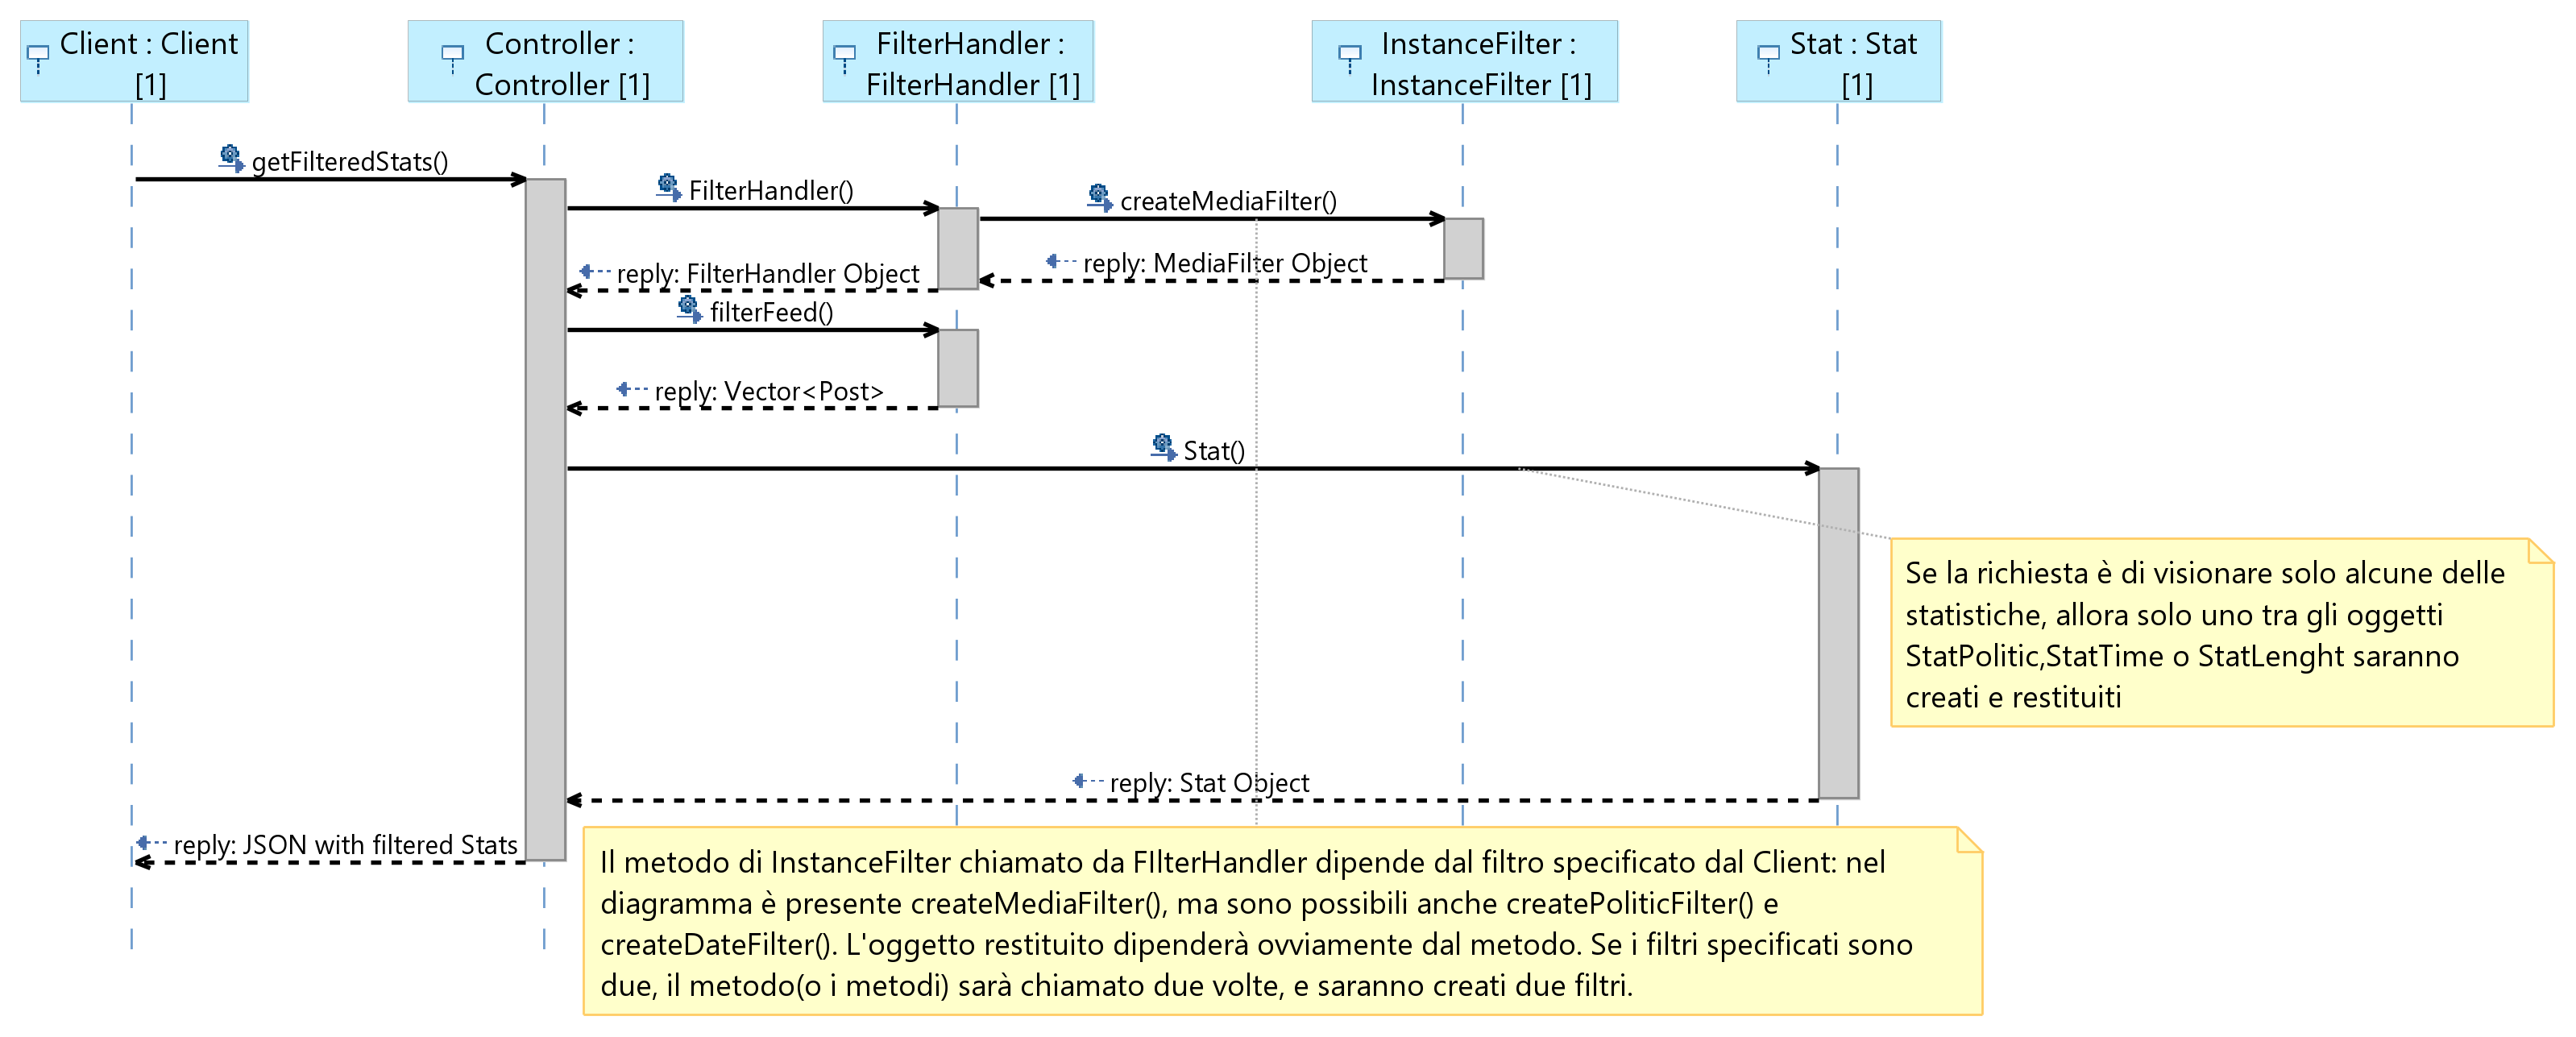 Client : Client
[1]
Controller :
Controller [1]
FilterHandler :
FilterHandler [1]
InstanceFilter :
InstanceFilter [1]
Stat : Stat
[1]
getFilteredStats()
FilterHandler()
createMediaFilter()
reply: MediaFilter Object
reply: FilterHandler Object
filterFeed()
reply: Vector<Post>
Stat()
Se la richiesta è di visionare solo alcune delle
statistiche, allora solo uno tra gli oggetti
StatPolitic,StatTime o StatLenght saranno
creati e restituiti
reply: Stat Object
reply: JSON with filtered Stats
Il metodo di InstanceFilter chiamato da FIlterHandler dipende dal filtro specificato dal Client: nel
diagramma è presente createMediaFilter(), ma sono possibili anche createPoliticFilter() e
createDateFilter(). L'oggetto restituito dipenderà ovviamente dal metodo. Se i filtri specificati sono
due, il metodo(o i metodi) sarà chiamato due volte, e saranno creati due filtri.